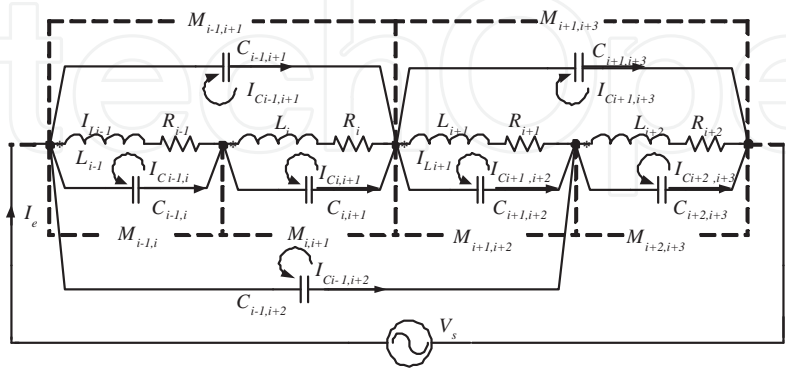 techOpe
M_{i-1,i+1} M_{i+1,i+3}
C_{i-1,i+1} C_{i+1,i+3}
I_{Ci-1,i+1} I_{Ci+1,i+3}
I_{Li-1} R_{i-1} L_i R_i L_{i+1} R_{i+1} L_{i+2} R_{i+2}
* * * * *
L_{i-1} I_{Ci-1,i} I_{Ci,i+1} I_{Li+1} I_{Ci+1,i+2} I_{Ci+2,i+3}
I_e C_{i-1,i} C_{i,i+1} C_{i+1,i+2} C_{i+2,i+3}
M_{i-1,i} M_{i,i+1} M_{i+1,i+2} M_{i+2,i+3}
I_{Ci-1,i+2}
C_{i-1,i+2}
V_s